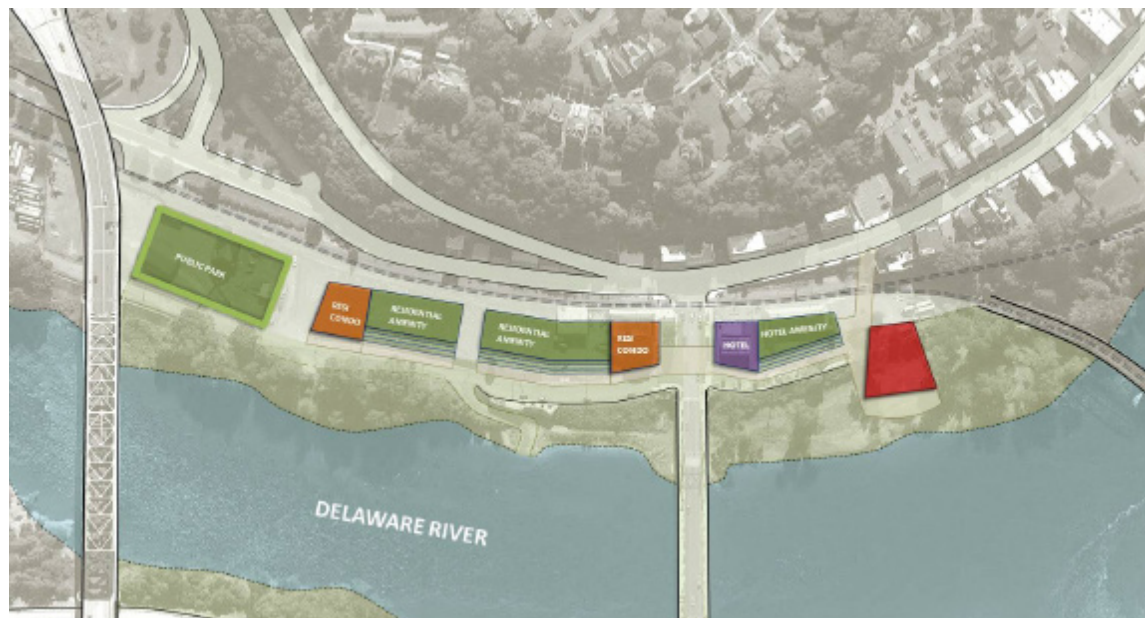 PUBLIC PARK
RESI
CONDO
RESIDENTIAL
AMENITY
RESIDENTIAL
AMENITY
RESI
CONDO
HOTEL
HOTEL AMENITY
DELAWARE RIVER